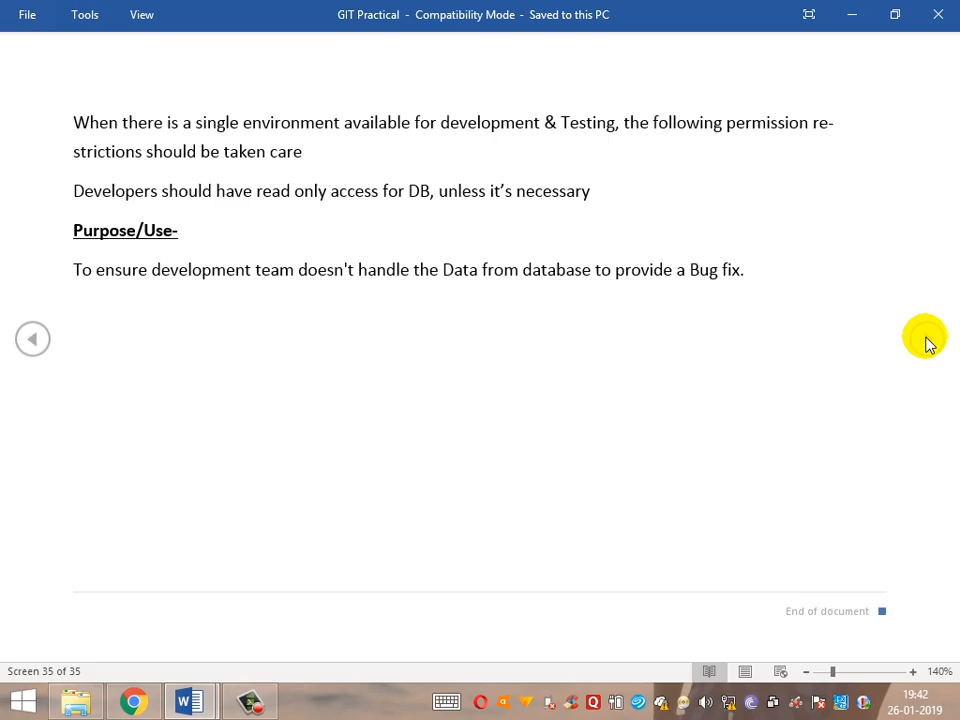 File Tools View GIT Practical - Compatibility Mode - Saved to this PC
When there is a single environment available for development & Testing, the following permission re-
strictions should be taken care
Developers should have read only access for DB, unless it’s necessary
Purpose/Use-
To ensure development team doesn't handle the Data from database to provide a Bug fix.
End of document
Screen 35 of 35 140%
19:42
26-01-2019